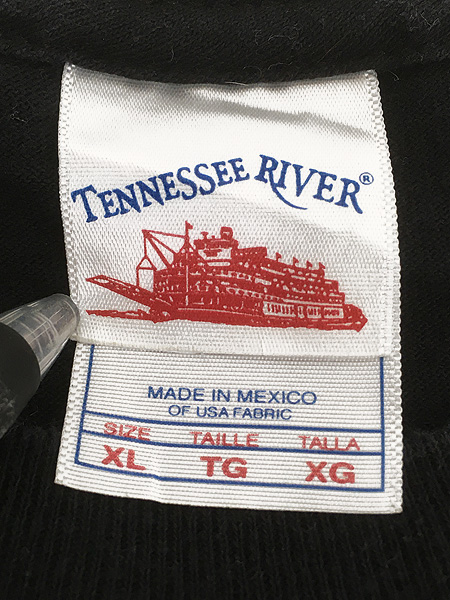 TENNESSEE RIVER®
MADE IN MEXICO
OF USA FABRIC
SIZE TAILLE TALLA
XL TG XG